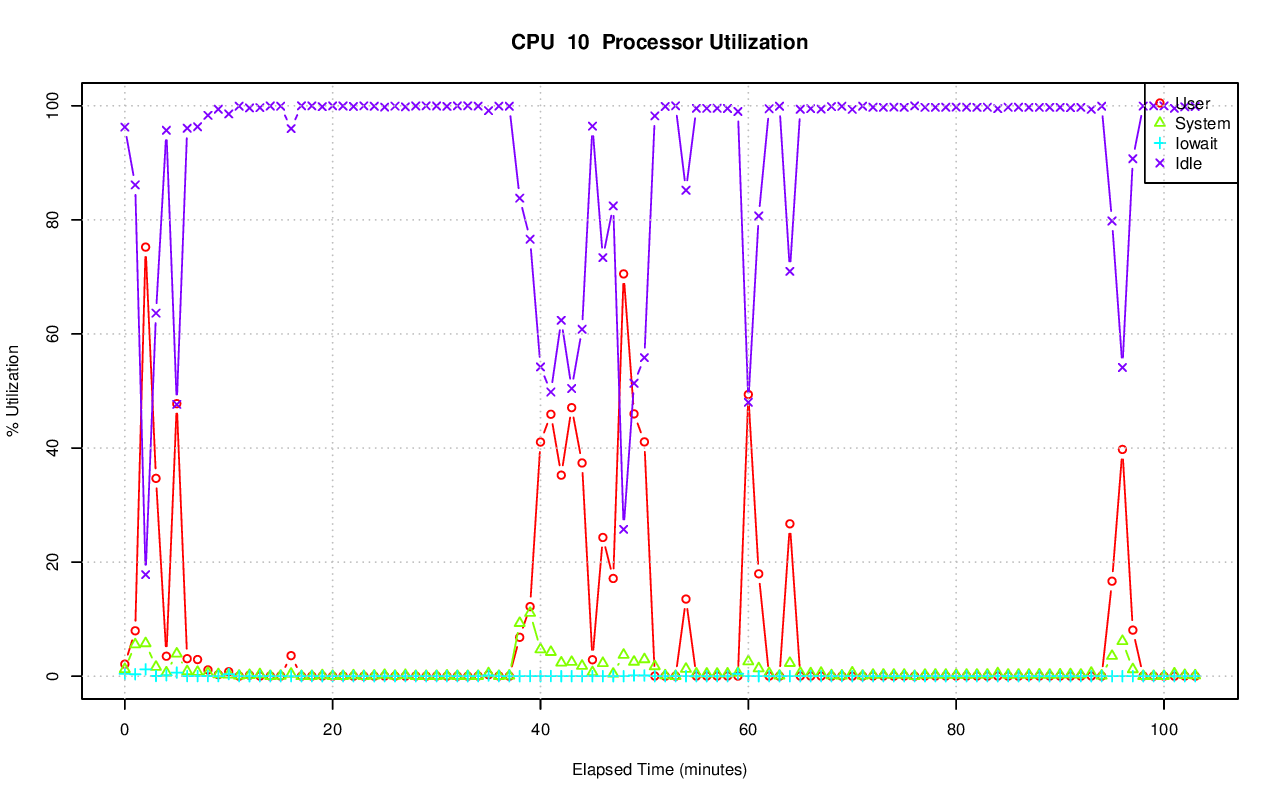 CPU  10  Processor Utilization
% Utilization
100
80
60
40
20
0
User
System
Iowait
Idle
0 20 40 60 80 100
Elapsed Time (minutes)